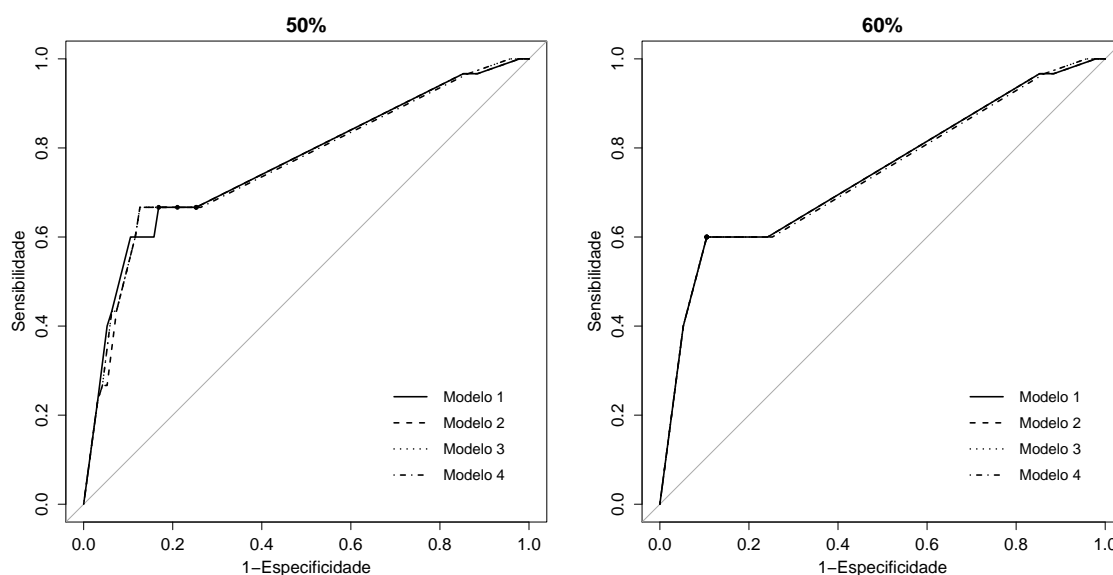 50%
Sensibilidade
1.0
0.8
0.6
0.4
0.2
0.0
Modelo 1
Modelo 2
Modelo 3
Modelo 4
0.0 0.2 0.4 0.6 0.8 1.0
1−Especificidade
60%
Sensibilidade
1.0
0.8
0.6
0.4
0.2
0.0
Modelo 1
Modelo 2
Modelo 3
Modelo 4
0.0 0.2 0.4 0.6 0.8 1.0
1−Especificidade